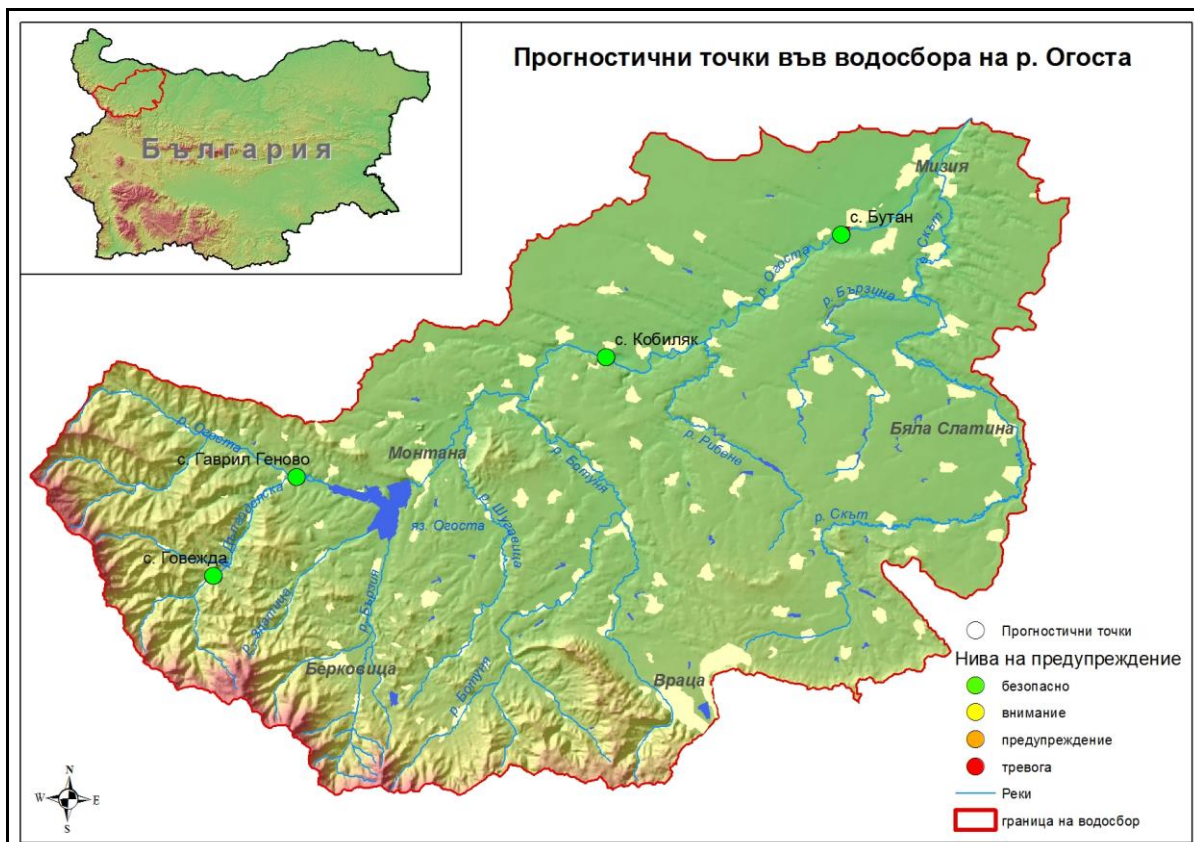 Прогностични точки във водосбора на р. Огоста
България
Мизия
с. Бутан
р. Скът
р. Огоста
р. Бързина
с. Кобиляк
р. Огоста
Монтана
с. Гаврил Геново
р. Ботуня
р. Рибене
Бяла Слатина
р. Шугавица
яз. Огоста
р. Скът
с. Говежда
р. Златица
р. Бързия
Берковица
р. Ботуня
Враца
Прогностични точки
Нива на предупреждение
безопасно
внимание
предупреждение
тревога
Реки
граница на водосбор
N
W
E
S